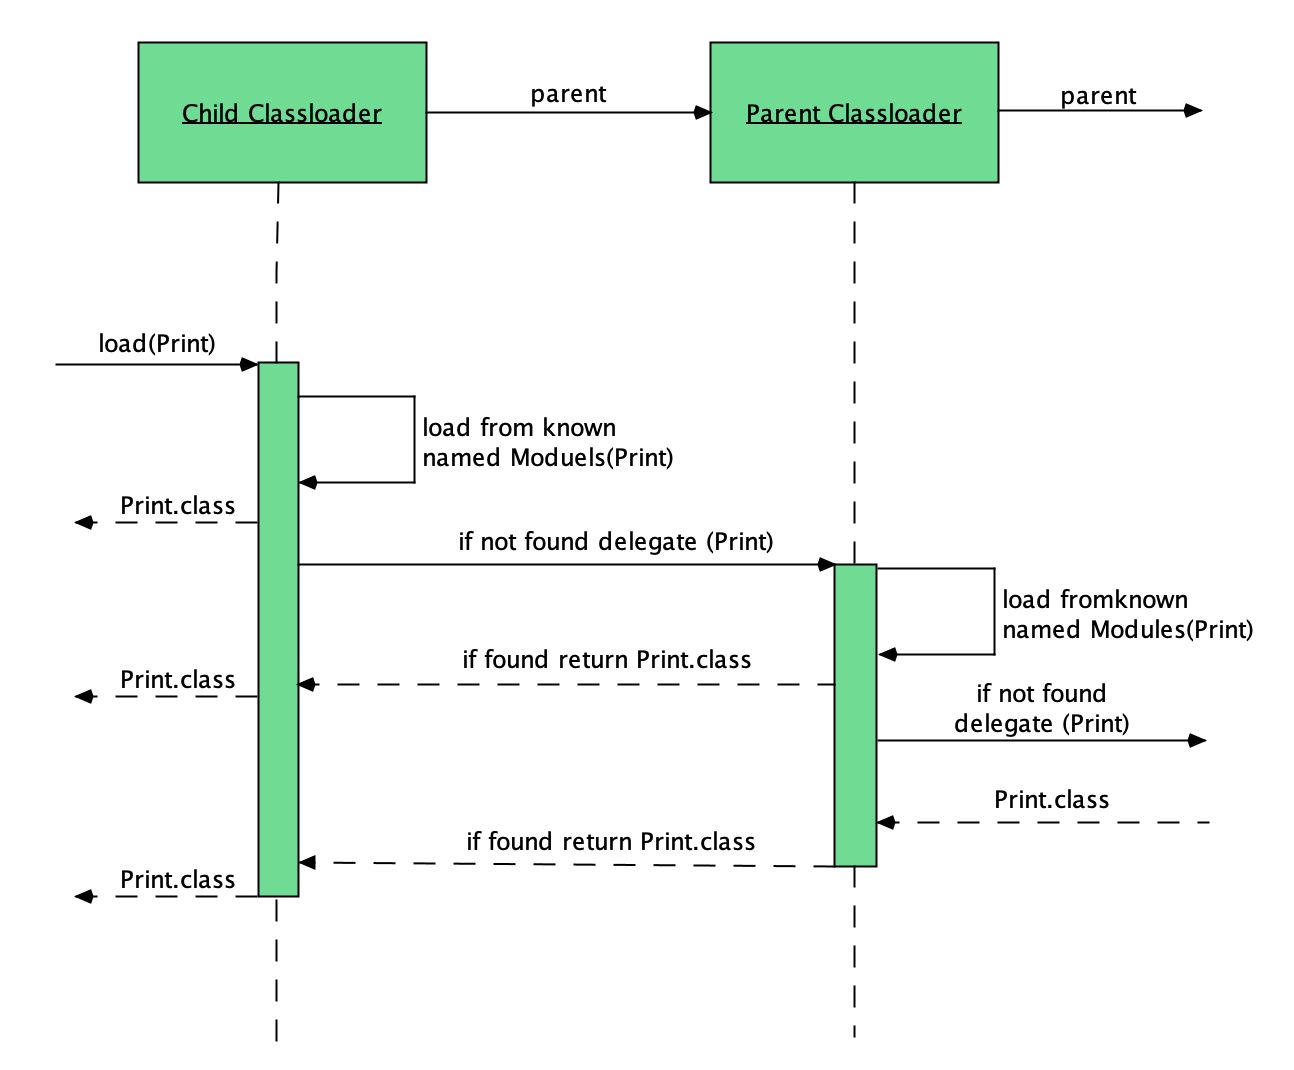 Child Classloader
parent
Parent Classloader
parent
load(Print)
load from known
named Moduels(Print)
Print.class
if not found delegate (Print)
load fromknown
named Modules(Print)
if found return Print.class
Print.class
if not found
delegate (Print)
Print.class
if found return Print.class
Print.class